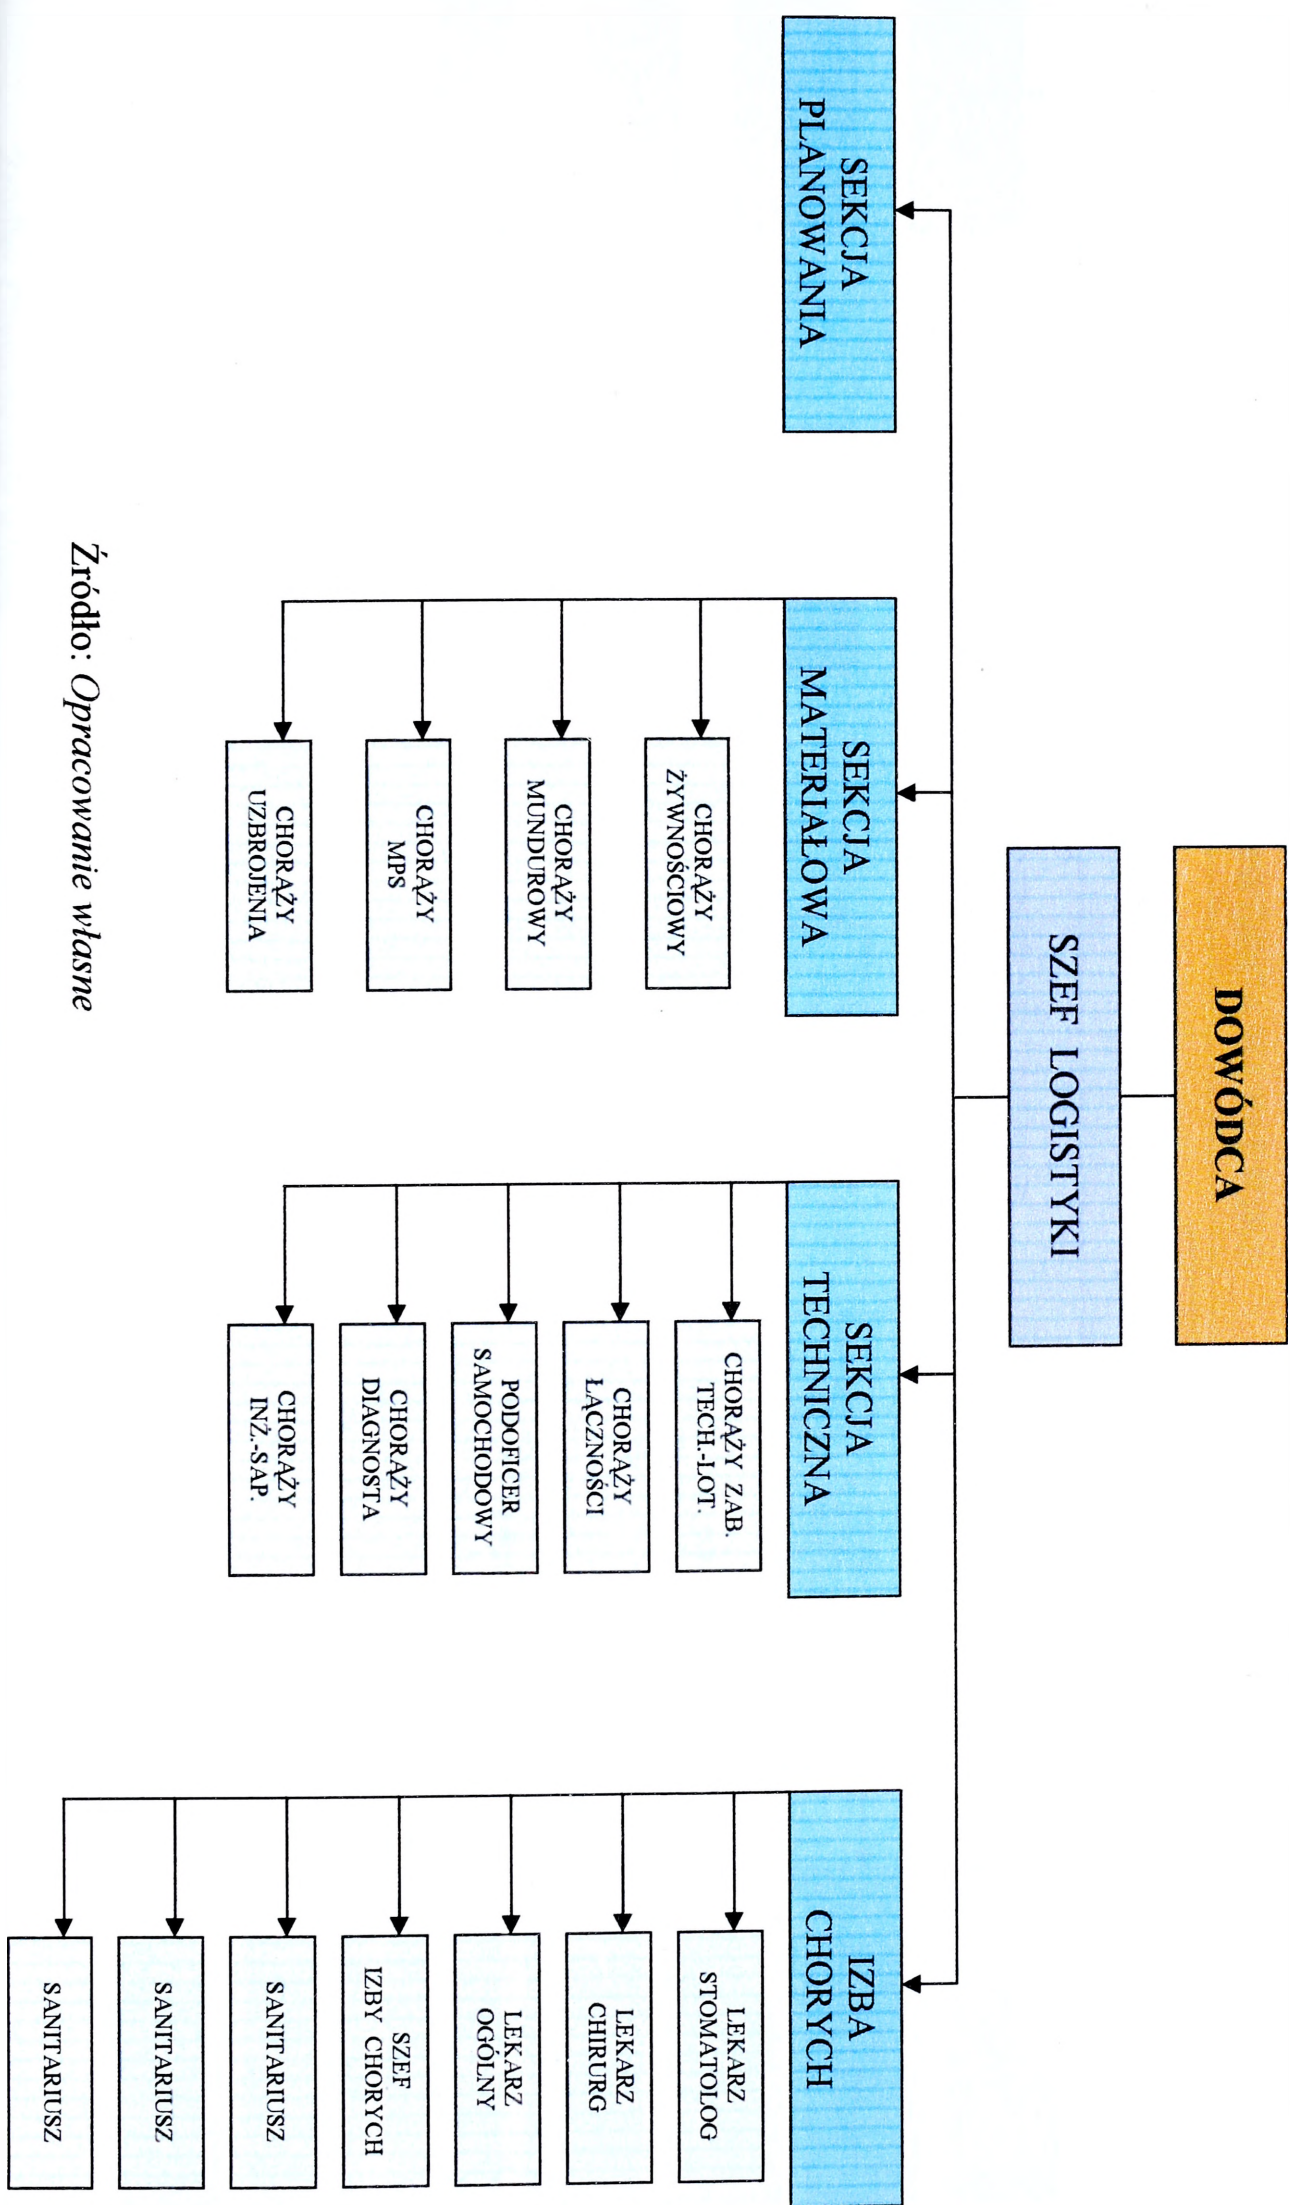 DOWÓDCA
SZEF LOGISTYKI
SEKCJA
PLANOWANIA
SEKCJA
MATERIAŁOWA
CHORĄŻY
ŻYWNOŚCIOWY
CHORĄŻY
MUNDUROWY
CHORĄŻY
MPS
CHORĄŻY
UZBROJENIA
SEKCJA
TECHNICZNA
CHORĄŻY ZAB.
TECH.-LOT.
CHORĄŻY
ŁĄCZNOŚCI
PODOFICER
SAMOCHODOWY
CHORĄŻY
DIAGNOSTA
CHORĄŻY
INŻ.-SAP.
IZBA
CHORYCH
LEKARZ
STOMATOLOG
LEKARZ
CHIRURG
LEKARZ
OGÓLNY
SZEF
IZBY CHORYCH
SANITARIUSZ
SANITARIUSZ
SANITARIUSZ
Źródło: Opracowanie własne